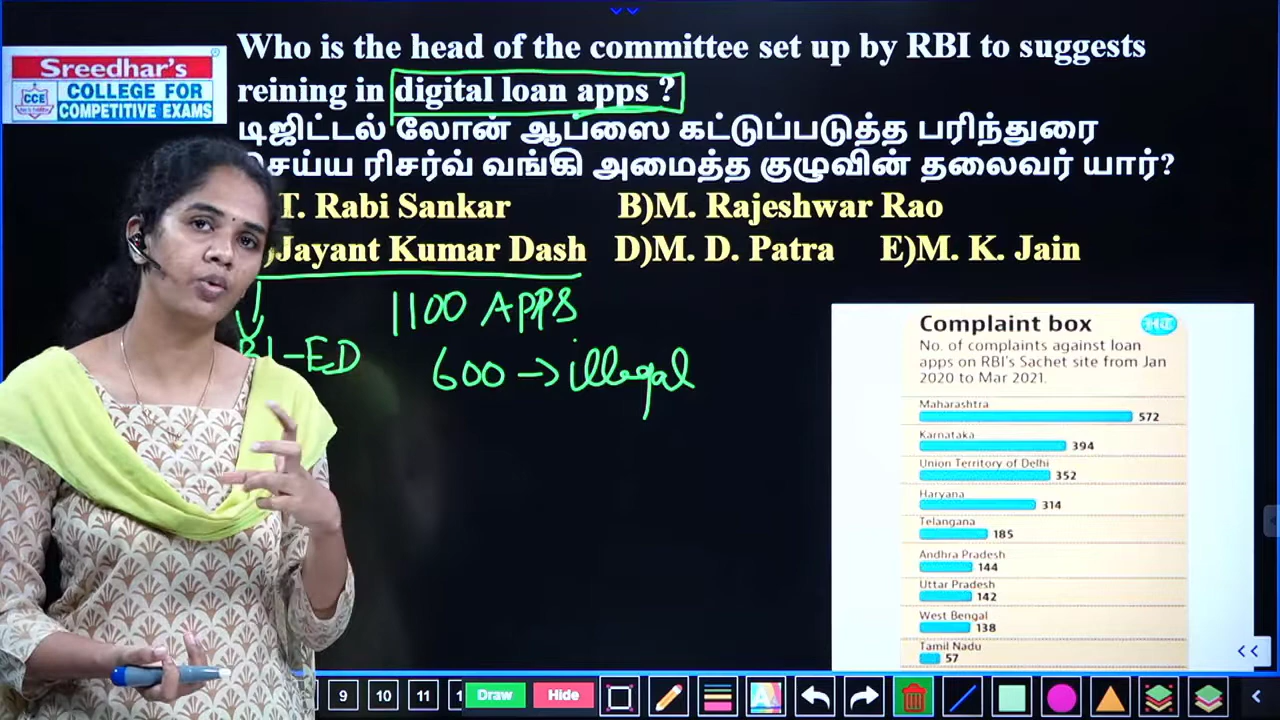 Who is the head of the committee set up by RBI to suggests
reining in digital loan apps ?
டிஜிட்டல் லோன் ஆப்ஸை கட்டுப்படுத்த பரிந்துரை
செய்ய ரிசர்வ் வங்கி அமைத்த குழுவின் தலைவர் யார்?
T. Rabi Sankar B)M. Rajeshwar Rao
)Jayant Kumar Dash D)M. D. Patra E)M. K. Jain
Sreedhar's
CCE
COLLEGE FOR
COMPETITIVE EXAMS
1100 APPS
BI-ED
600 → illegal
Complaint box
HT
No. of complaints against loan
apps on RBI's Sachet site from Jan
2020 to Mar 2021.
Maharashtra
572
Karnataka
394
Union Territory of Delhi
352
Haryana
314
Telangana
185
Andhra Pradesh
144
Uttar Pradesh
142
West Bengal
138
Tamil Nadu
57
<<
9 10 11 1 Draw Hide